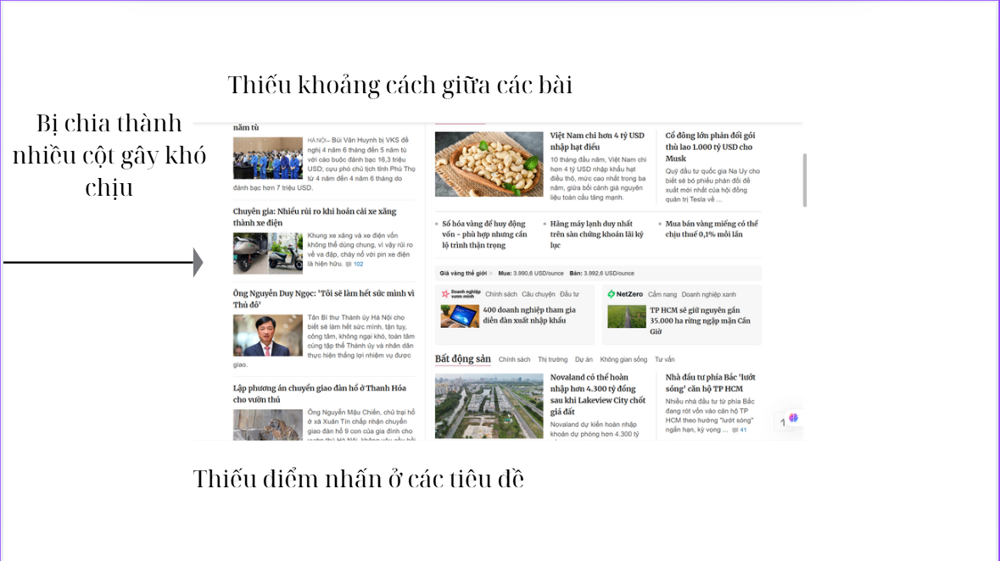 Thiếu khoảng cách giữa các bài
Bị chia thành
nhiều cột gây khó
chịu
năm tù
HÀ NỘI– Bùi Văn Huynh bị VKS đề
nghị 4 năm 6 tháng đến 5 năm tù
với cáo buộc đánh bạc 16,3 triệu
USD; cựu phó chủ tịch tỉnh Phú Thọ
từ 4 năm đến 4 năm 6 tháng do
đánh bạc hơn 7 triệu USD.
Chuyên gia: Nhiều rủi ro khi hoán cải xe xăng
thành xe điện
Khung xe xăng và xe điện vốn
không thể dùng chung, vì vậy rủi ro
về va đập, cháy nổ với pin xe điện
là hiện hữu. 102
Ông Nguyễn Duy Ngọc: 'Tôi sẽ làm hết sức mình vì
Thủ đô'
Tân Bí thư Thành ủy Hà Nội cho
biết sẽ làm hết sức mình, tận tụy,
công tâm, không ngại khó, toàn tâm
cùng tập thể Thành ủy và nhân dân
thực hiện thắng lợi nhiệm vụ được
giao.
Lập phương án chuyển giao đàn hổ ở Thanh Hóa
cho vườn thú
Ông Nguyễn Mậu Chiến, chủ trại hổ
ở xã Xuân Tín chấp nhận chuyển
giao đàn hổ 9 con của gia đình cho
vườn thú Hà Nội, không yêu cầu bồi
Việt Nam chi hơn 4 tỷ USD
nhập hạt điều
10 tháng đầu năm, Việt Nam chi
hơn 4 tỷ USD nhập khẩu hạt
điều thô, mức cao nhất trong ba
năm, giữa bối cảnh giá nguyên
liệu toàn cầu tăng mạnh.
Cổ đông lớn phản đối gói
thù lao 1.000 tỷ USD cho
Musk
Quỹ đầu tư quốc gia Na Uy cho
biết sẽ bỏ phiếu phản đối đề
xuất mới nhất của hội đồng
quản trị Tesla về ...
Số hóa vàng để huy động
vốn - phù hợp nhưng cần
lộ trình thận trọng
Hãng máy lạnh duy nhất
trên sàn chứng khoán lãi kỷ
lục
Mua bán vàng miếng có thể
chịu thuế 0,1% mỗi lần
Giá vàng thế giới » Mua: 3.990,6 USD/ounce Bán: 3.992,6 USD/ounce
Doanh nghiệp
vươn mình
Chính sách Câu chuyện Đầu tư
400 doanh nghiệp tham gia
diễn đàn xuất nhập khẩu
NetZero Cẩm nang Doanh nghiệp xanh
TP HCM sẽ giữ nguyên gần
35.000 ha rừng ngập mặn Cần
Giờ
Bất động sản Chính sách Thị trường Dự án Không gian sống Tư vấn
Novaland có thể hoàn
nhập hơn 4.300 tỷ đồng
sau khi Lakeview City chốt
giá đất
Novaland dự kiến hoàn nhập
khoản dự phòng hơn 4.300 tỷ
Nhà đầu tư phía Bắc 'lướt
sóng' căn hộ TP HCM
Nhiều nhà đầu tư từ phía Bắc
đang rót vốn vào căn hộ TP
HCM theo hướng "lướt sóng"
ngắn hạn, kỳ vọng ... 41
1
Thiếu điểm nhấn ở các tiêu đề